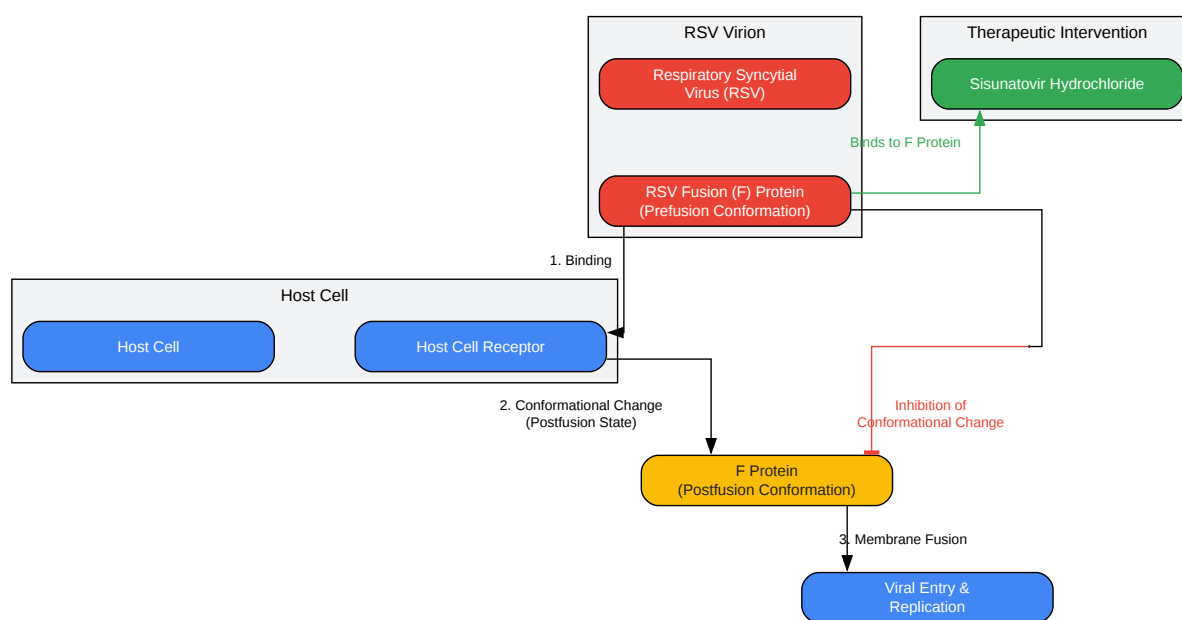 RSV Virion
Therapeutic Intervention
Respiratory Syncytial
Virus (RSV)
Sisunatovir Hydrochloride
Binds to F Protein
RSV Fusion (F) Protein
(Prefusion Conformation)
1. Binding
Host Cell
Host Cell
Host Cell Receptor
2. Conformational Change
(Postfusion State)
Inhibition of
Conformational Change
F Protein
(Postfusion Conformation)
3. Membrane Fusion
Viral Entry &
Replication